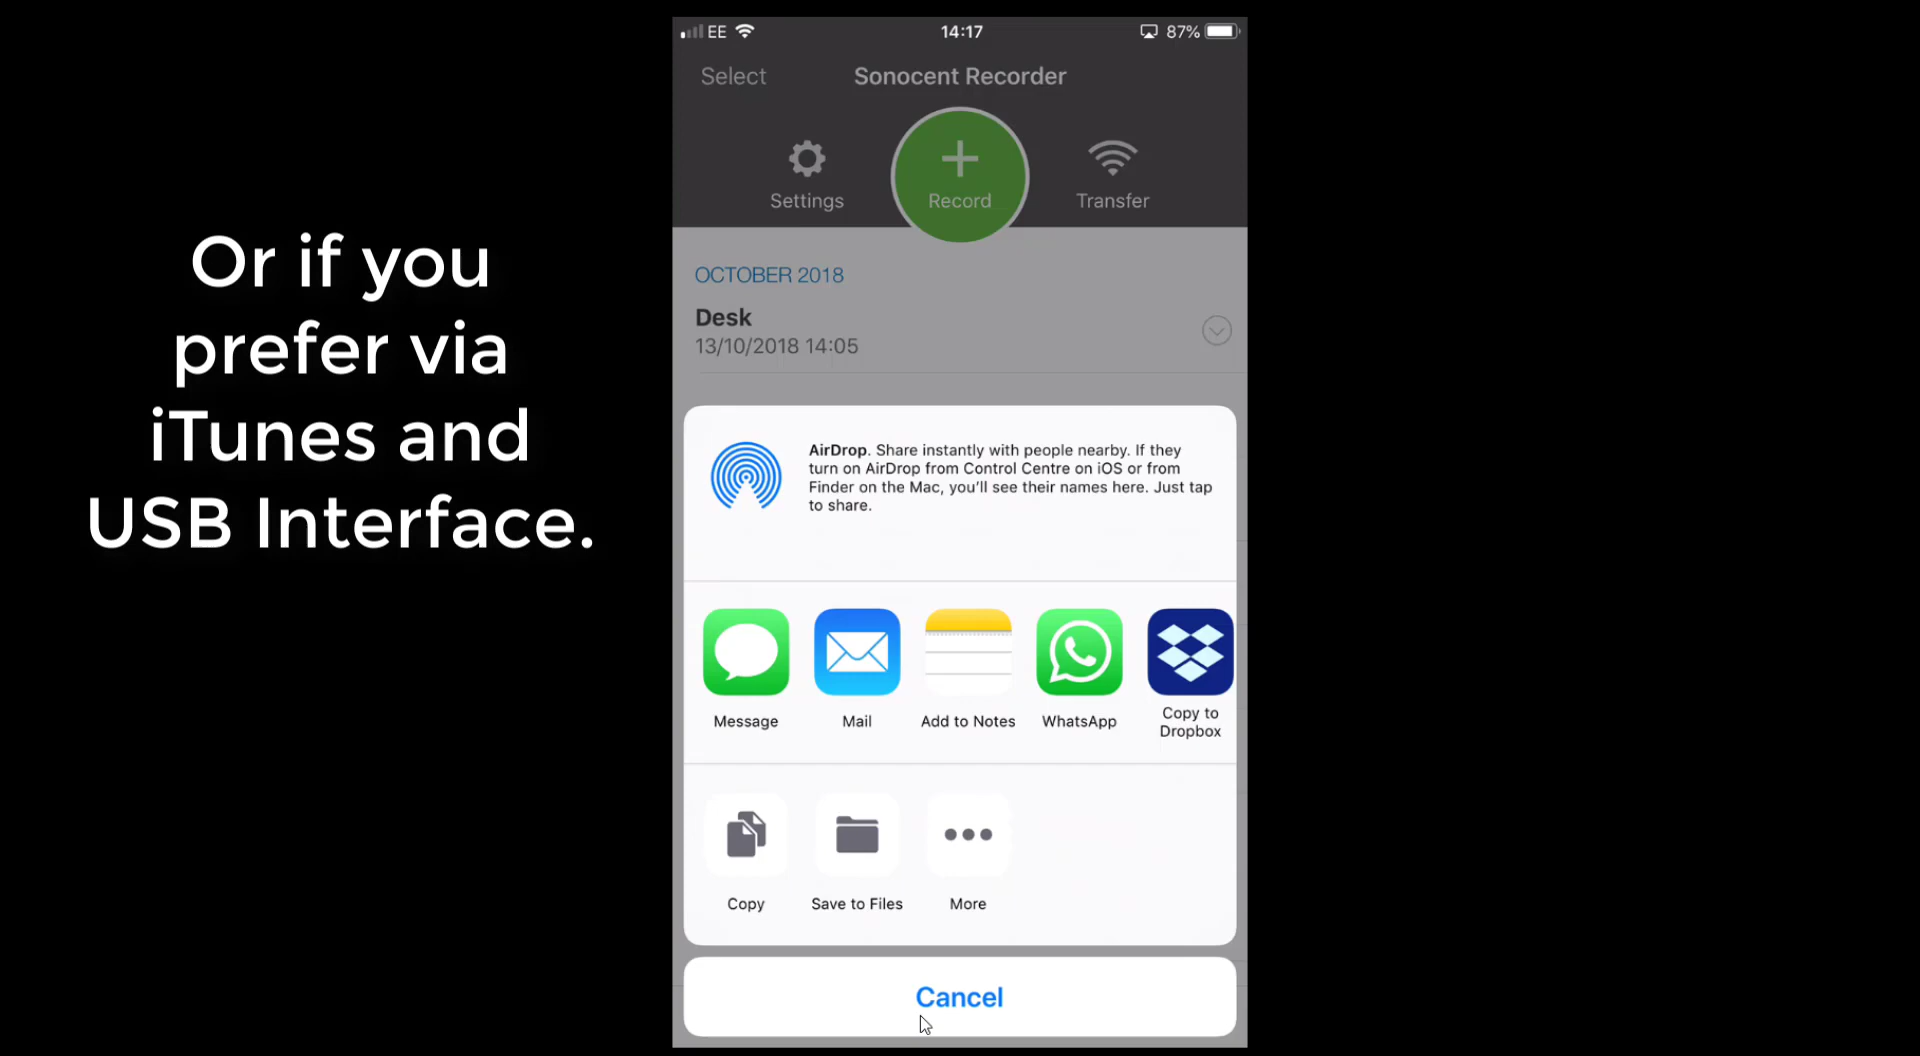 Or if you
prefer via
iTunes and
USB Interface.
EE 14:17 87%
Select Sonocent Recorder
Settings Record Transfer
OCTOBER 2018
Desk
13/10/2018 14:05
AirDrop. Share instantly with people nearby. If they
turn on AirDrop from Control Centre on iOS or from
Finder on the Mac, you'll see their names here. Just tap
to share.
Message Mail Add to Notes WhatsApp Copy to
Dropbox
Copy Save to Files More
Cancel